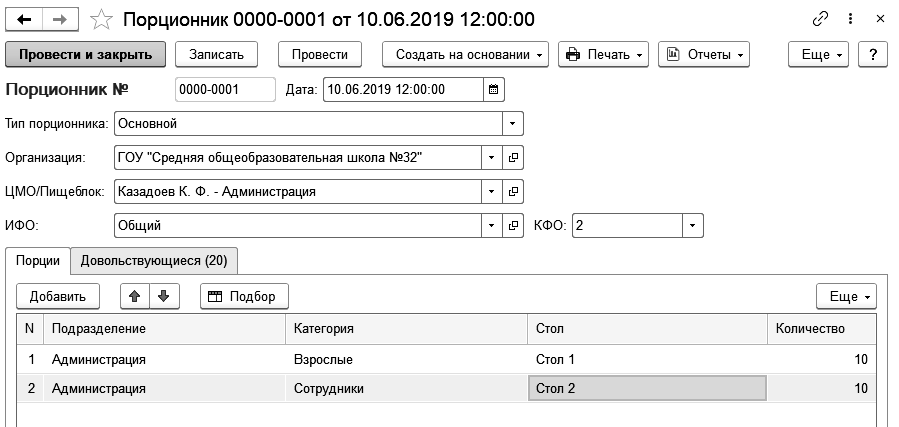 Порционник 0000-0001 от 10.06.2019 12:00:00
Провести и закрыть Записать Провести Создать на основании Печать Отчеты Еще ?
Порционник № 0000-0001 Дата: 10.06.2019 12:00:00
Тип порционника: Основной
Организация: ГОУ "Средняя общеобразовательная школа №32"
ЦМО/Пищеблок: Казадоев К. Ф. - Администрация
ИФО: Общий КФО: 2
Порции Довольствующиеся (20)
Добавить Подбор Еще
N Подразделение Категория Стол Количество
1 Администрация Взрослые Стол 1 10
2 Администрация Сотрудники Стол 2 10